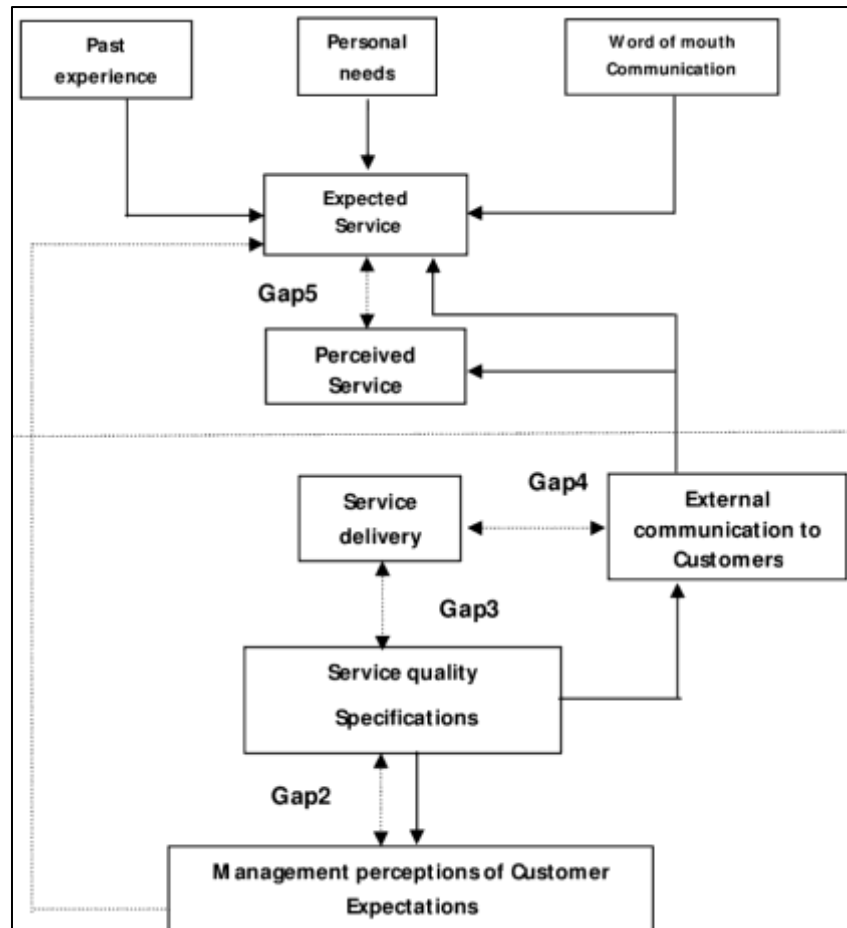 Past
experience
Personal
needs
Word of mouth
Communication
Expected
Service
Gap5
Perceived
Service
Service
delivery
Gap4
External
communication to
Customers
Gap3
Service quality
Specifications
Gap2
Management perceptions of Customer
Expectations